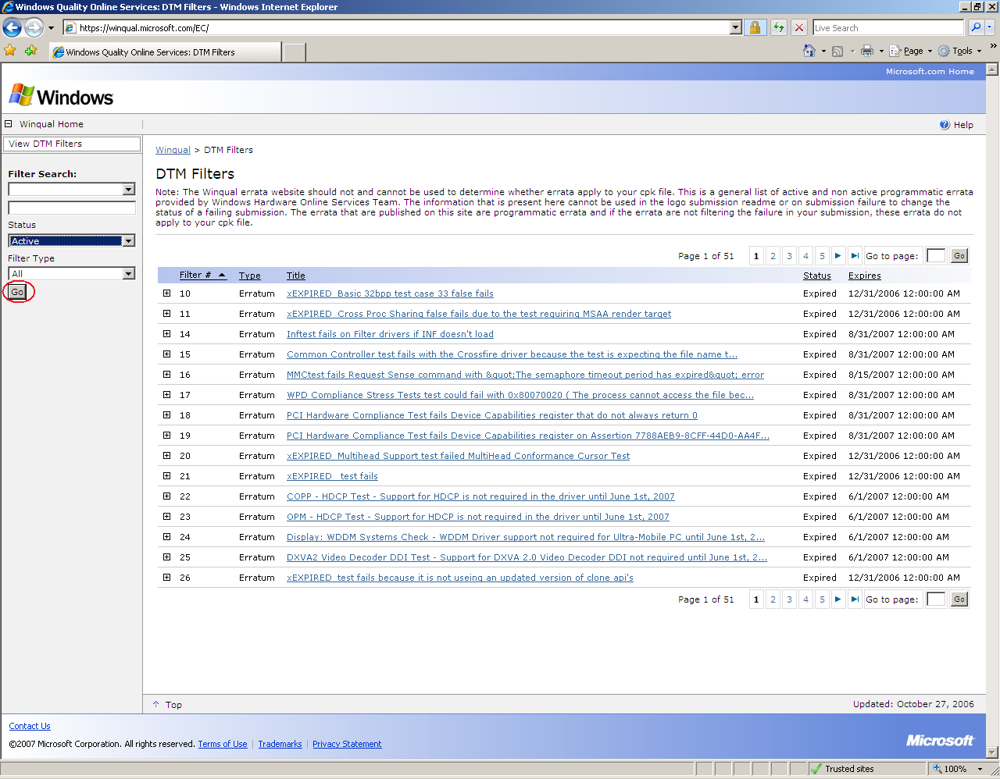 Windows Quality Online Services: DTM Filters - Windows Internet Explorer
https://winqual.microsoft.com/EC/
Live Search
Windows Quality Online Services: DTM Filters
Page
Tools
Microsoft.com Home
Windows
Winqual Home
Help
View DTM Filters
Filter Search:
Status
Active
Filter Type
All
Go
Winqual > DTM Filters
DTM Filters
Note: The Winqual errata website should not and cannot be used to determine whether errata apply to your cpk file. This is a general list of active and non active programmatic errata
provided by Windows Hardware Online Services Team. The information that is present here cannot be used in the logo submission readme or on submission failure to change the
status of a failing submission. The errata that are published on this site are programmatic errata and if the errata are not filtering the failure in your submission, these errata do not
apply to your cpk file.
Page 1 of 51 1 2 3 4 5 Go to page: Go
Filter # Type Title Status Expires
10 Erratum xEXPIRED_Basic 32bpp test case 33 false fails Expired 12/31/2006 12:00:00 AM
11 Erratum xEXPIRED_Cross Proc Sharing false fails due to the test requiring MSAA render target Expired 12/31/2006 12:00:00 AM
14 Erratum Inftest fails on Filter drivers if INF doesn't load Expired 8/31/2007 12:00:00 AM
15 Erratum Common Controller test fails with the Crossfire driver because the test is expecting the file name t... Expired 8/31/2007 12:00:00 AM
16 Erratum MMCtest fails Request Sense command with &quot;The semaphore timeout period has expired&quot; error Expired 8/15/2007 12:00:00 AM
17 Erratum WPD Compliance Stress Tests test could fail with 0x80070020 ( The process cannot access the file bec... Expired 8/31/2007 12:00:00 AM
18 Erratum PCI Hardware Compliance Test fails Device Capabilities register that do not always return 0 Expired 8/31/2007 12:00:00 AM
19 Erratum PCI Hardware Compliance Test fails Device Capabilities register on Assertion 7788AEB9-8CFF-44D0-AA4F... Expired 8/31/2007 12:00:00 AM
20 Erratum xEXPIRED_Multihead Support test failed MultiHead Conformance Cursor Test Expired 12/31/2006 12:00:00 AM
21 Erratum xEXPIRED_ test fails Expired 12/31/2006 12:00:00 AM
22 Erratum COPP - HDCP Test - Support for HDCP is not required in the driver until June 1st, 2007 Expired 6/1/2007 12:00:00 AM
23 Erratum OPM - HDCP Test - Support for HDCP is not required in the driver until June 1st, 2007 Expired 6/1/2007 12:00:00 AM
24 Erratum Display: WDDM Systems Check - WDDM Driver support not required for Ultra-Mobile PC until June 1st, 2... Expired 6/1/2007 12:00:00 AM
25 Erratum DXVA2 Video Decoder DDI Test - Support for DXVA 2.0 Video Decoder DDI not required until June 1st, 2... Expired 6/1/2007 12:00:00 AM
26 Erratum xEXPIRED_test fails because it is not useing an updated version of clone api's Expired 12/31/2006 12:00:00 AM
Page 1 of 51 1 2 3 4 5 Go to page: Go
Top
Updated: October 27, 2006
Contact Us
©2007 Microsoft Corporation. All rights reserved. Terms of Use | Trademarks | Privacy Statement
Microsoft
Trusted sites
100%